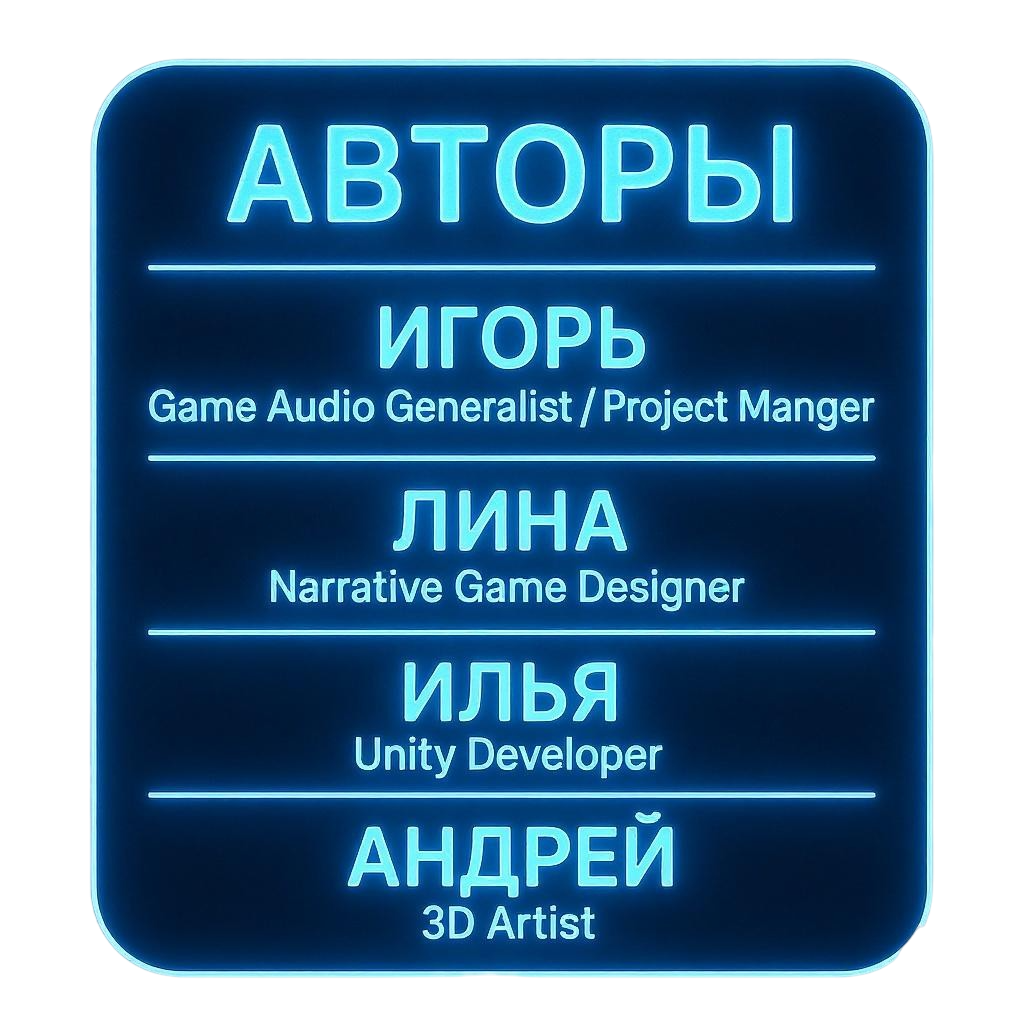 АВТОРЫ
ИГОРЬ
Game Audio Generalist / Project Manger
ЛИНА
Narrative Game Designer
ИЛЬЯ
Unity Developer
АНДРЕЙ
3D Artist